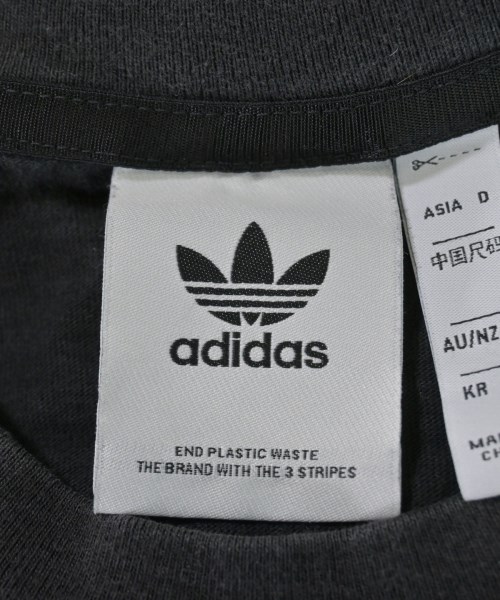 adidas
END PLASTIC WASTE
THE BRAND WITH THE 3 STRIPES
ASIA D
中国尺码
AU/NZ
KR